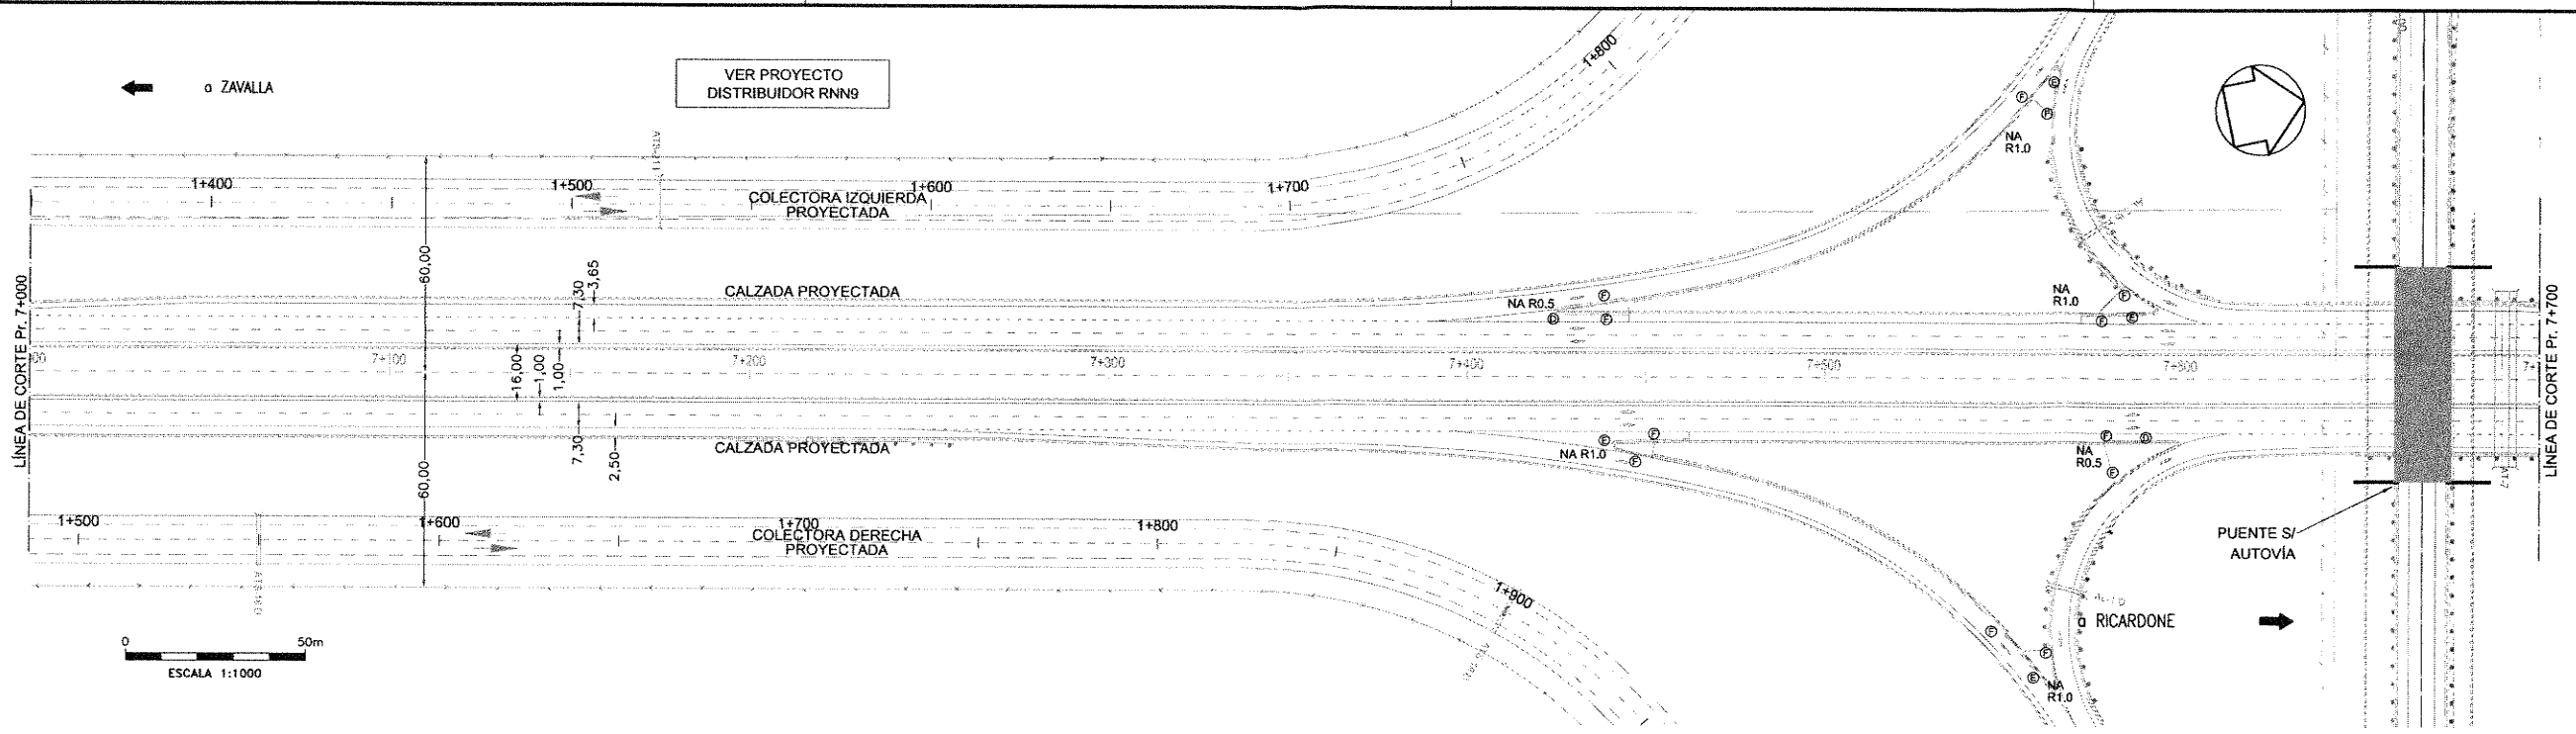 a ZAVALLA
VER PROYECTO
DISTRIBUIDOR RNN9
1+800
NA
R1.0
1+400
1+500
1+600
1+700
COLECTORA IZQUIERDA
PROYECTADA
60,00
7,30
3,65
CALZADA PROYECTADA
NA R0.5
NA
R1.0
LÍNEA DE CORTE Pr. 7+000
LÍNEA DE CORTE Pr. 7+700
7+100
7+200
7+300
7+400
7+500
7+600
16,00
1,00
1,00
7,30
2,50
60,00
CALZADA PROYECTADA
NA R1.0
NA
R0.5
1+500
1+600
1+700
1+800
COLECTORA DERECHA
PROYECTADA
1+900
PUENTE S/
AUTOVÍA
a RICARDONE
NA
R1.0
0
50m
ESCALA 1:1000